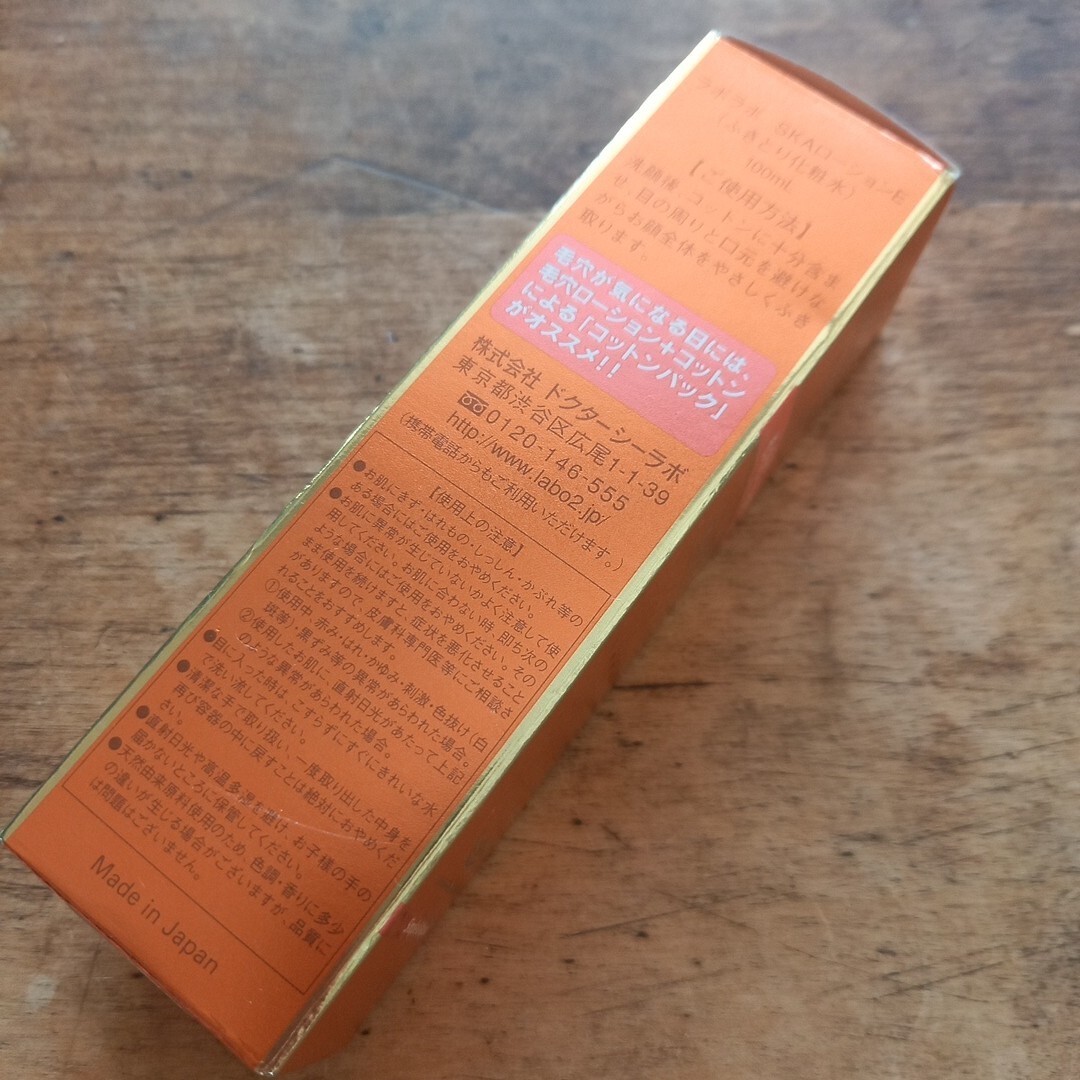 ラボラボ SKAローションE
(ふきとり化粧水)
100mL
【ご使用方法】
洗顔後、コットンに十分含ま
せ、目の周りと口元を避けな
がらお顔全体をやさしくふき
取ります。
毛穴が気になる日には、
毛穴ローション+コットン
による「コットンパック」
がオススメ!!
株式会社 ドクターシーラボ
東京都渋谷区広尾1-1-39
0120-146-555
http://www.labo2.jp/
(携帯電話からもご利用いただけます。)
【使用上の注意】
●お肌にきず・はれもの・しっしん・かぶれ等の
ある場合にはご使用をおやめください。
●お肌に異常が生じていないかよく注意して使
用してください。お肌に合わない時、即ち次の
ような場合にはご使用をおやめください。その
まま使用を続けますと、症状を悪化させること
がありますので、皮膚科専門医等にご相談さ
れることをおすすめします。
①使用中、赤み・はれ・かゆみ・刺激・色抜け(白
斑等)・黒ずみ等の異常があらわれた場合。
②使用したお肌に、直射日光があたって上記
のような異常があらわれた場合。
●目に入った時は、こすらずにすぐにきれいな水
で洗い流してください。
●清潔な手で取り扱い、一度取り出した中身を
再び容器の中に戻すことは絶対におやめくだ
さい。
●直射日光や高温多湿を避け、お子様の手の
届かないところに保管してください。
●天然由来原料使用のため、色調・香りに多少
の違いが生じる場合がございますが、品質に
は問題はございません。
Made in Japan